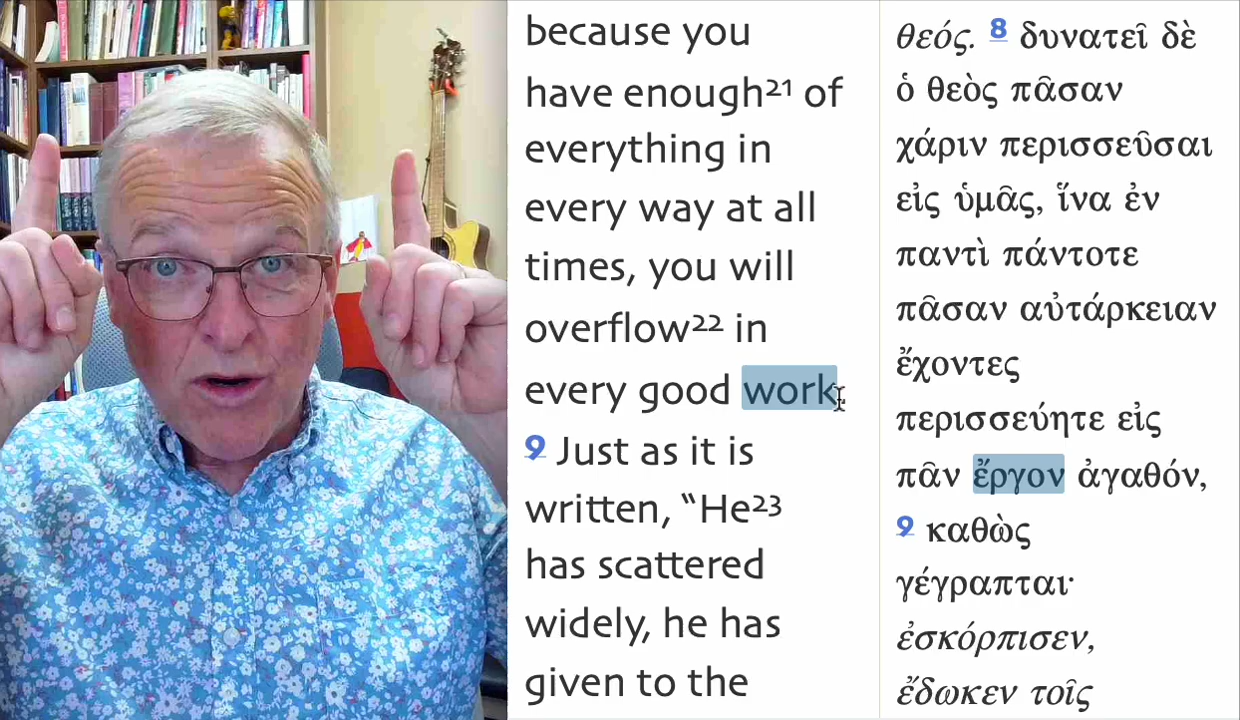 because you
have enough²¹ of
everything in
every way at all
times, you will
overflow²² in
every good work.
9 Just as it is
written, “He²³
has scattered
widely, he has
given to the
θεός. 8 δυνατεῖ δὲ
ὁ θεὸς πᾶσαν
χάριν περισσεῦσαι
εἰς ὑμᾶς, ἵνα ἐν
παντὶ πάντοτε
πᾶσαν αὐτάρκειαν
ἔχοντες
περισσεύητε εἰς
πᾶν ἔργον ἀγαθόν,
9 καθὼς
γέγραπται·
ἐσκόρπισεν,
ἔδωκεν τοῖς